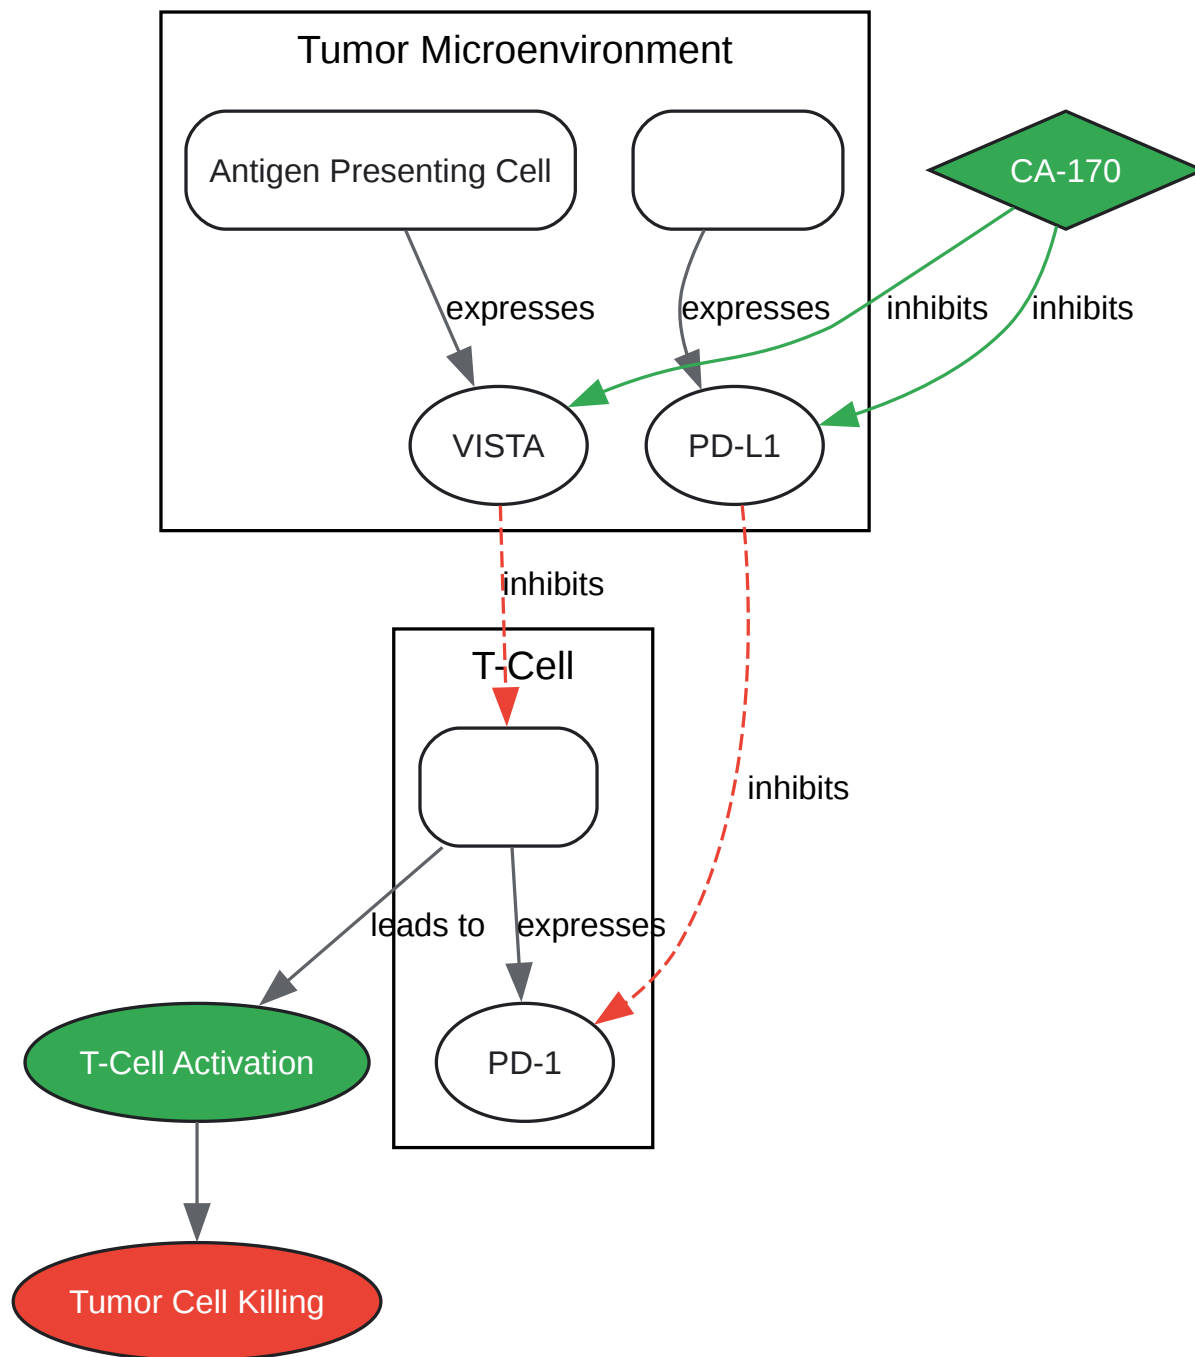 Tumor Microenvironment
Antigen Presenting Cell
CA-170
expresses
expresses
inhibits
inhibits
VISTA
PD-L1
inhibits
T-Cell
inhibits
leads to
expresses
T-Cell Activation
PD-1
Tumor Cell Killing